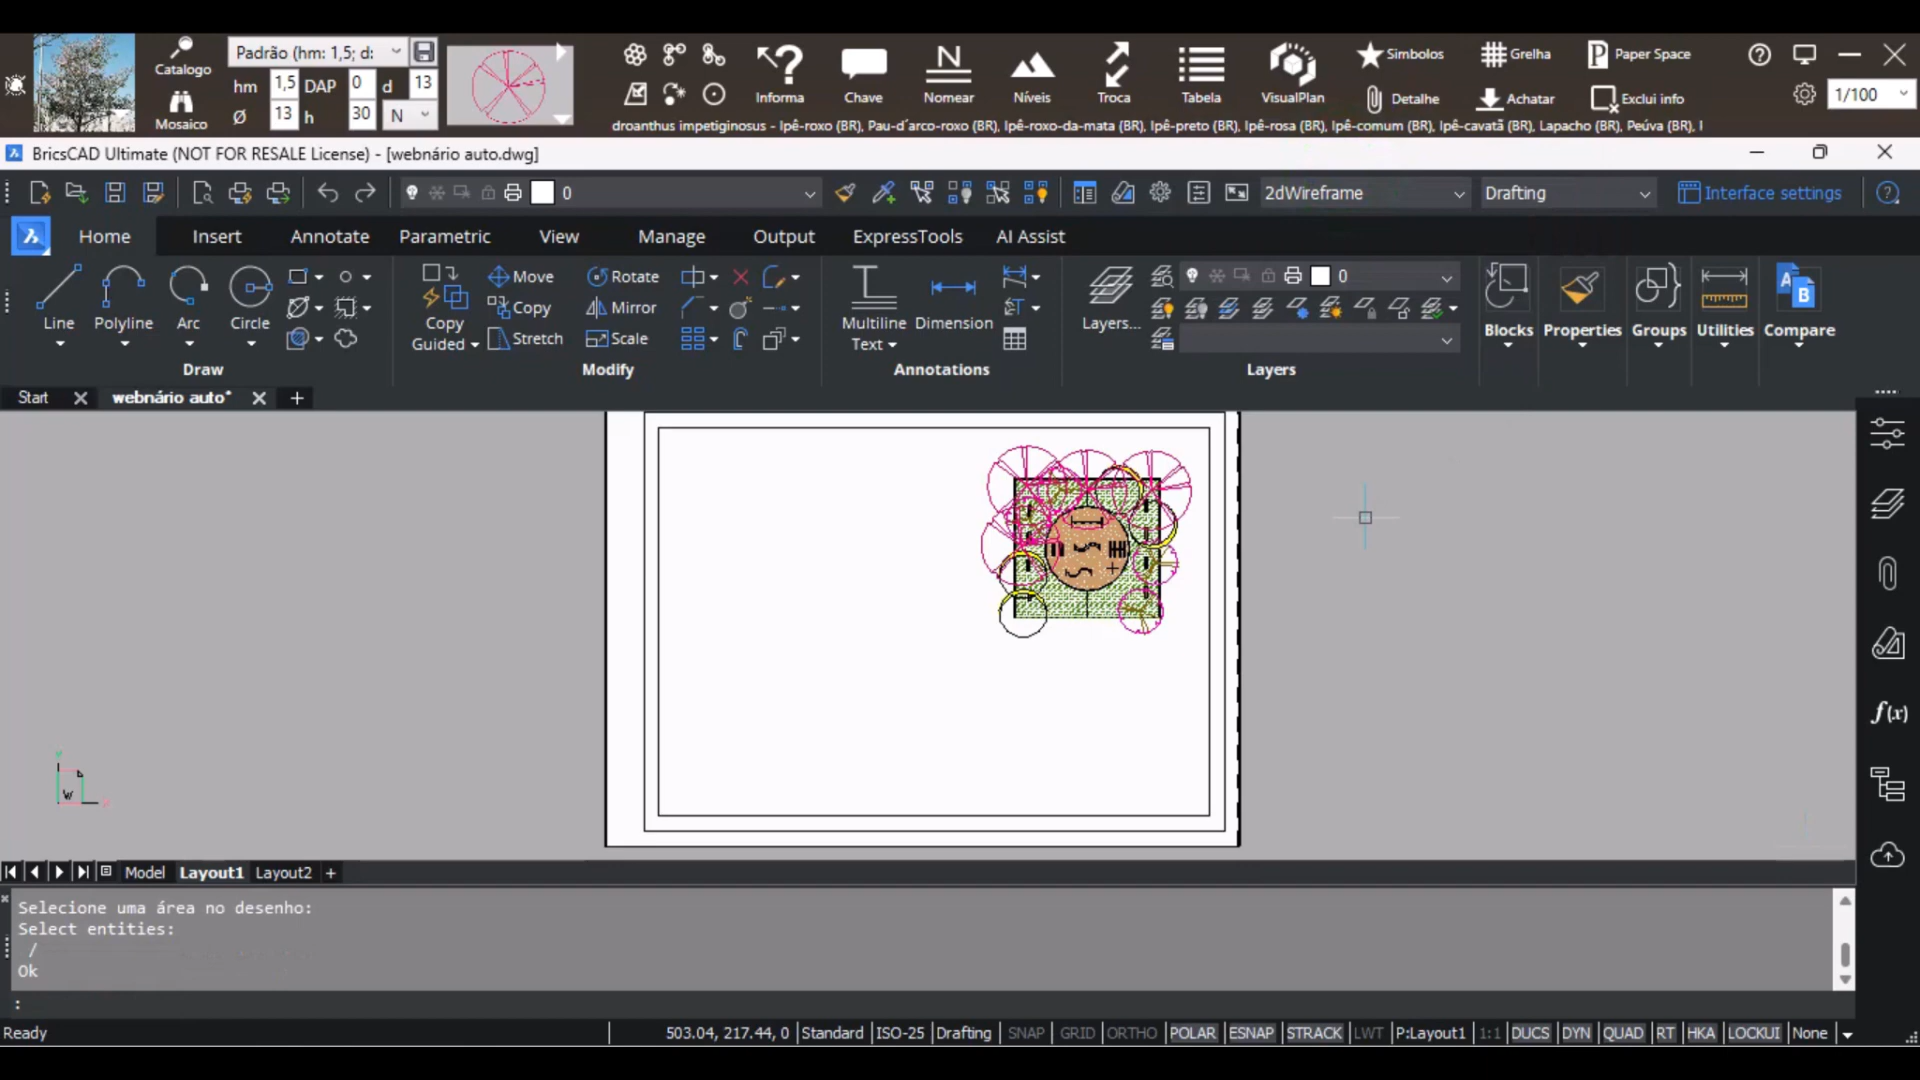 Catalogo
Mosaico
Padrão (hm: 1,5; d:
hm 1,5 DAP 0 d 13
Ø 13 h 30 N
Informa
Chave
Nomear
Níveis
Troca
Tabela
VisualPlan
Simbolos
Detalhe
Grelha
Achatar
Paper Space
Exclui info
1/100
droanthus impetiginosus - Ipê-roxo (BR), Pau-d´arco-roxo (BR), Ipê-roxo-da-mata (BR), Ipê-preto (BR), Ipê-rosa (BR), Ipê-comum (BR), Ipê-cavatã (BR), Lapacho (BR), Peúva (BR), I
BricsCAD Ultimate (NOT FOR RESALE License) - [webnário auto.dwg]
0
2dWireframe
Drafting
Interface settings
Home Insert Annotate Parametric View Manage Output ExpressTools AI Assist
Line
Polyline
Arc
Circle
Draw
Copy
Guided
Move
Copy
Stretch
Rotate
Mirror
Scale
Modify
Multiline
Text
Dimension
Annotations
Layers...
0
Layers
Blocks
Properties
Groups
Utilities
Compare
A
B
Start
webnário auto*
f(x)
W
Model Layout1 Layout2 +
Selecione uma área no desenho:
Select entities:
/
Ok
:
Ready
503.04, 217.44, 0 Standard ISO-25 Drafting SNAP GRID ORTHO POLAR ESNAP STRACK LWT P:Layout1 1:1 DUCS DYN QUAD RT HKA LOCKUI None